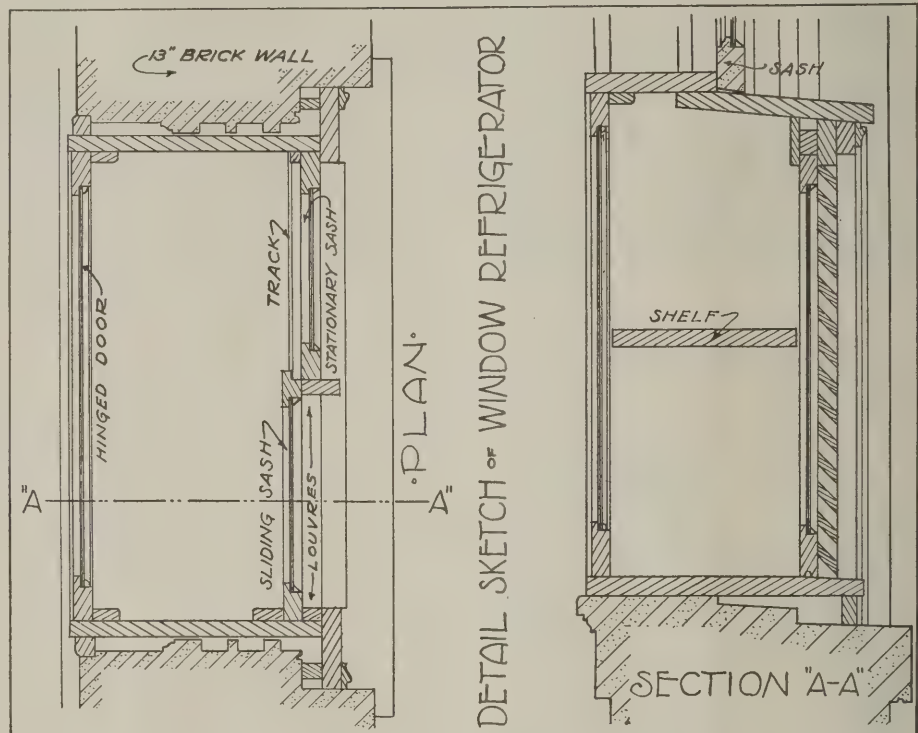 13" BRICK WALL
HINGED DOOR
TRACK
STATIONARY SASH
SLIDING SASH
LOUVRES
"A
A"
·PLAN·
DETAIL SKETCH OF WINDOW REFRIGERATOR
SASH
SHELF
SECTION "A-A"